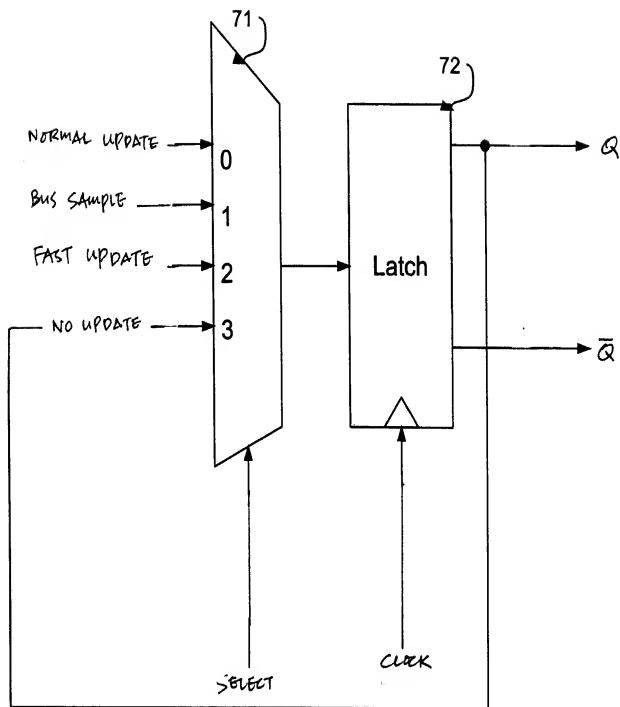 71
72
NORMAL UPDATE
0
Q
BUS SAMPLE
1
FAST UPDATE
2
Latch
NO UPDATE
3
Q̅
SELECT
CLOCK